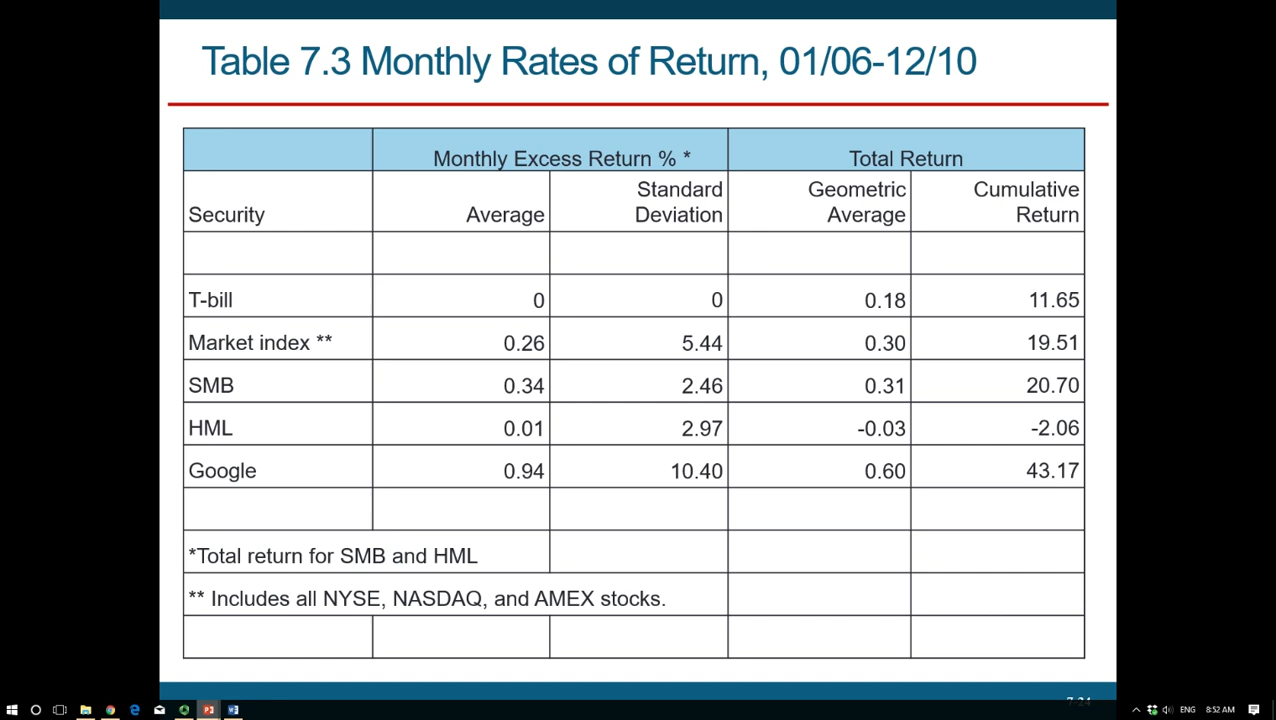 Table 7.3 Monthly Rates of Return, 01/06-12/10
Monthly Excess Return % * Total Return
Security Average Standard Deviation Geometric Average Cumulative Return
T-bill 0 0 0.18 11.65
Market index ** 0.26 5.44 0.30 19.51
SMB 0.34 2.46 0.31 20.70
HML 0.01 2.97 -0.03 -2.06
Google 0.94 10.40 0.60 43.17
*Total return for SMB and HML
** Includes all NYSE, NASDAQ, and AMEX stocks.
7-24
ENG 8:52 AM